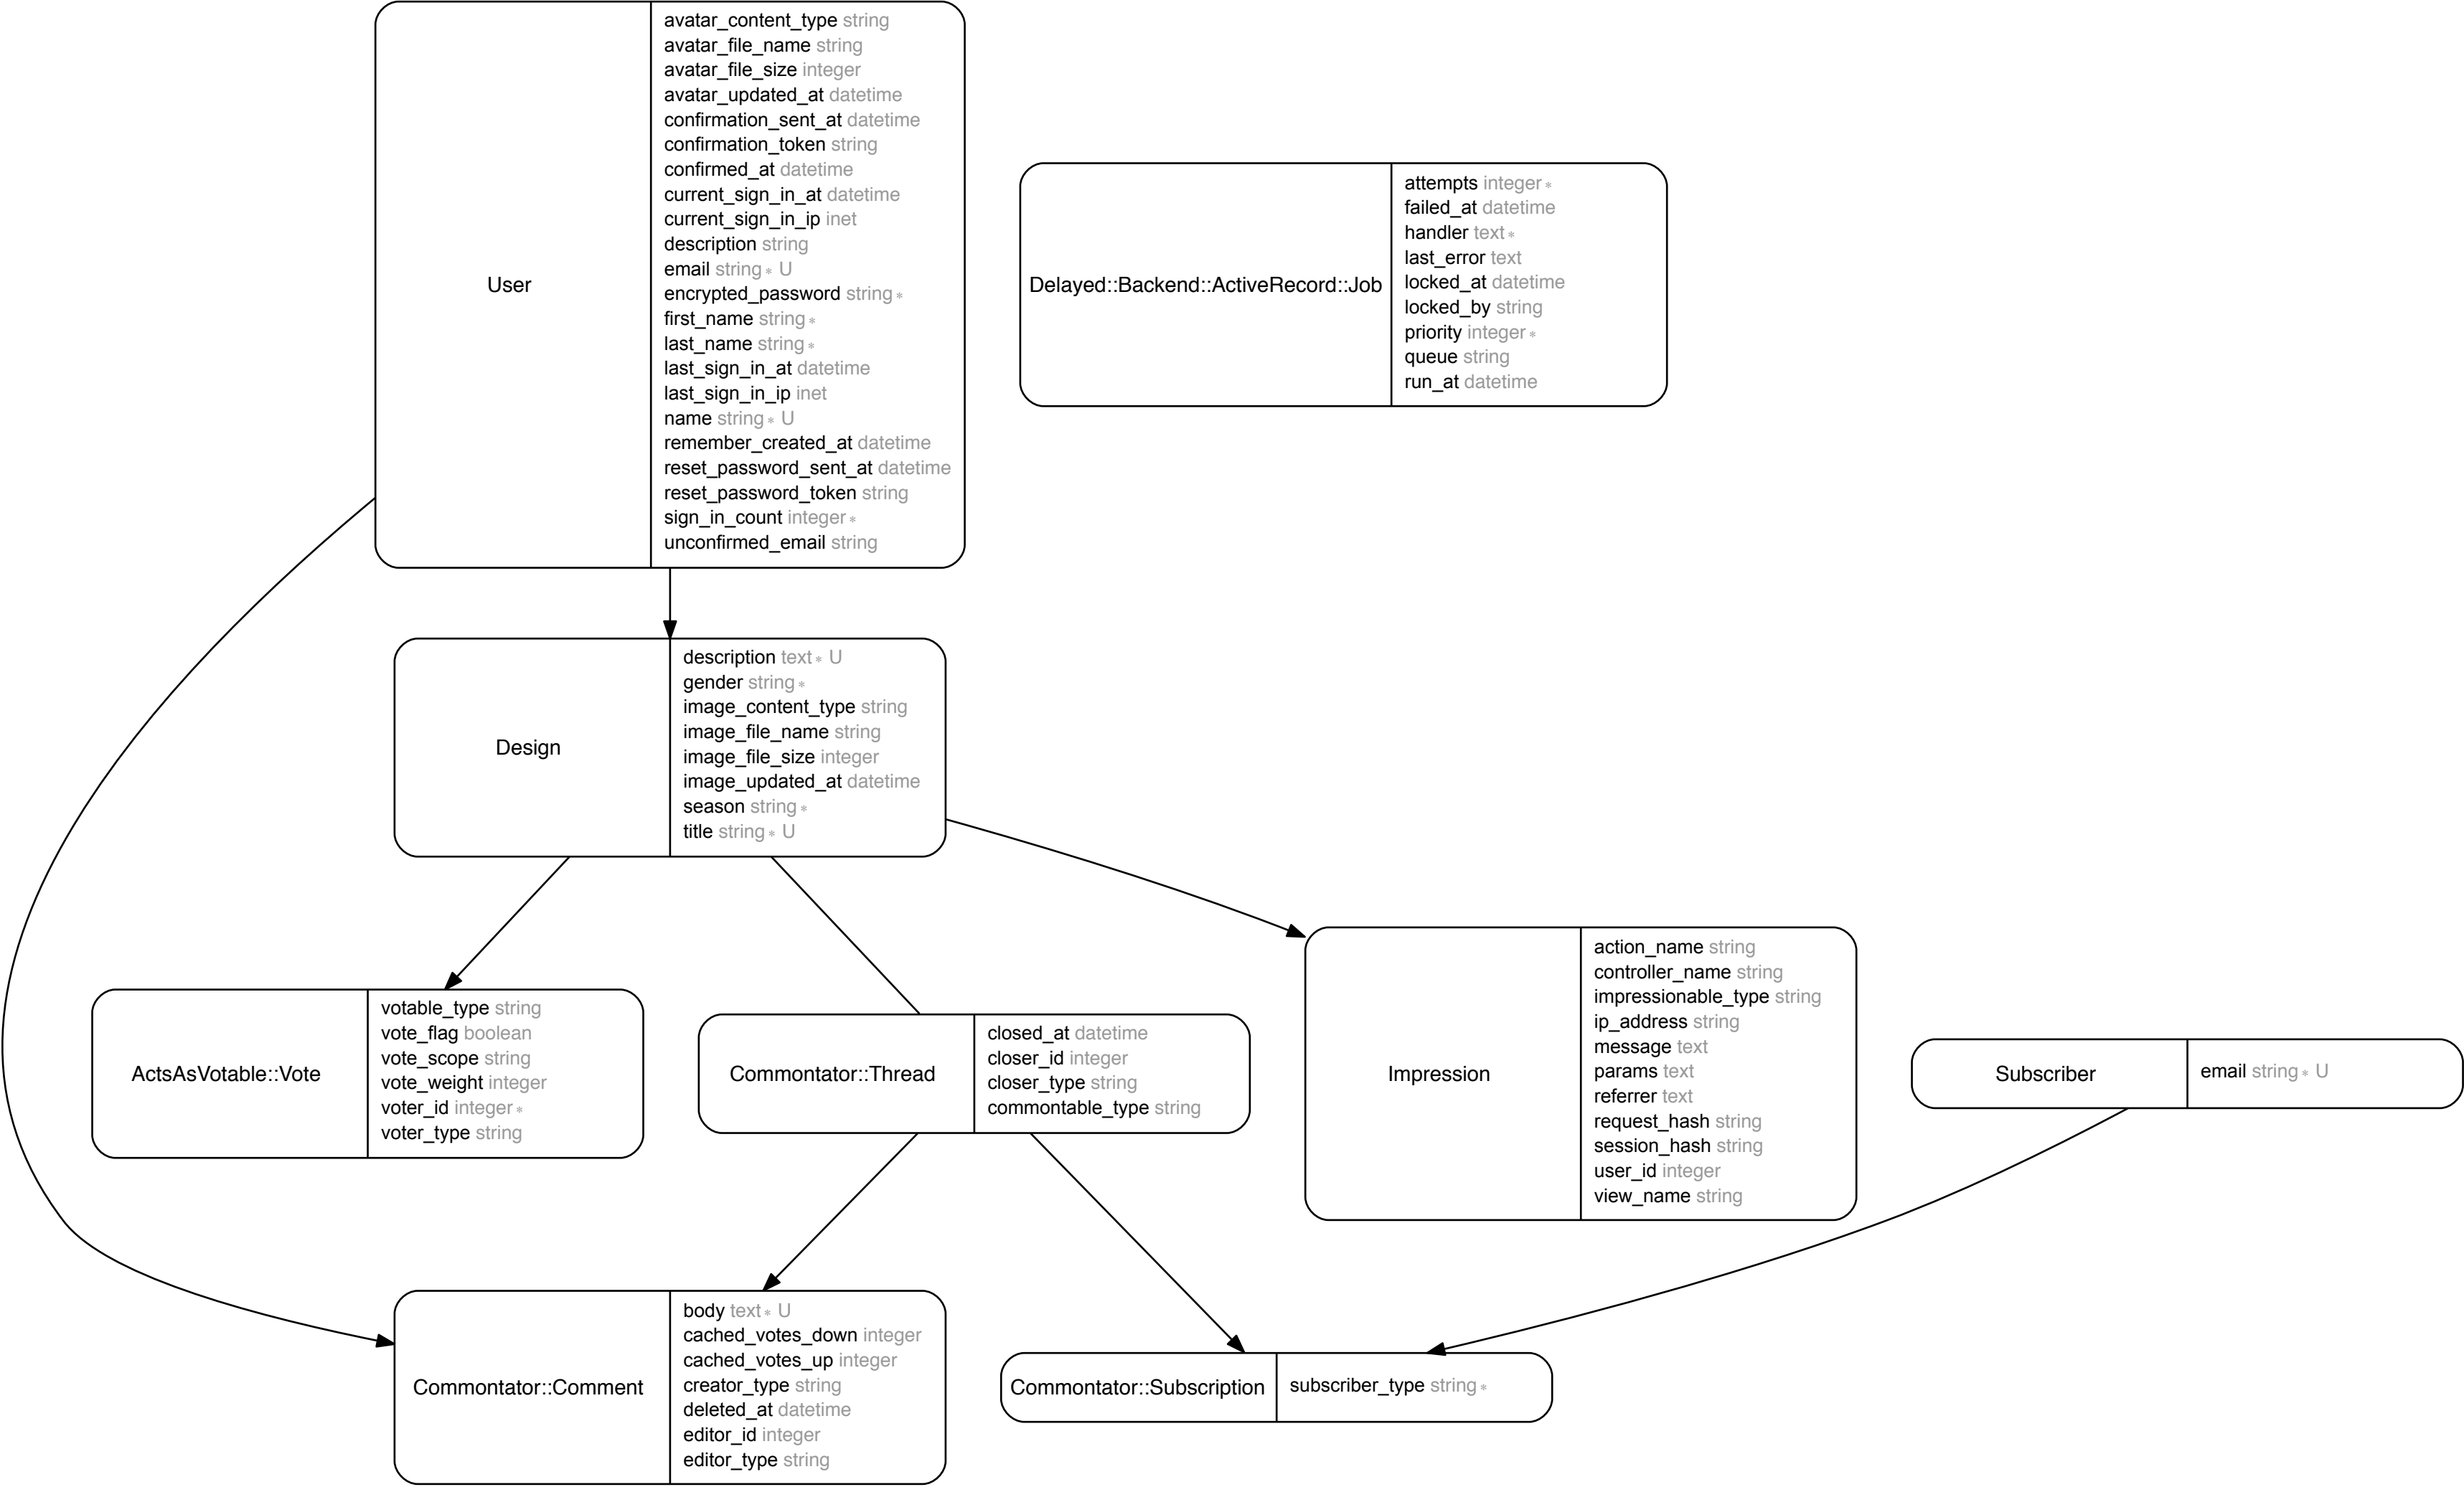 User
avatar_content_type string
avatar_file_name string
avatar_file_size integer
avatar_updated_at datetime
confirmation_sent_at datetime
confirmation_token string
confirmed_at datetime
current_sign_in_at datetime
current_sign_in_ip inet
description string
email string∗ U
encrypted_password string∗
first_name string∗
last_name string∗
last_sign_in_at datetime
last_sign_in_ip inet
name string∗ U
remember_created_at datetime
reset_password_sent_at datetime
reset_password_token string
sign_in_count integer∗
unconfirmed_email string
Delayed::Backend::ActiveRecord::Job
attempts integer∗
failed_at datetime
handler text∗
last_error text
locked_at datetime
locked_by string
priority integer∗
queue string
run_at datetime
Design
description text∗ U
gender string∗
image_content_type string
image_file_name string
image_file_size integer
image_updated_at datetime
season string∗
title string∗ U
ActsAsVotable::Vote
votable_type string
vote_flag boolean
vote_scope string
vote_weight integer
voter_id integer∗
voter_type string
Commontator::Thread
closed_at datetime
closer_id integer
closer_type string
commontable_type string
Impression
action_name string
controller_name string
impressionable_type string
ip_address string
message text
params text
referrer text
request_hash string
session_hash string
user_id integer
view_name string
Subscriber
email string∗ U
Commontator::Comment
body text∗ U
cached_votes_down integer
cached_votes_up integer
creator_type string
deleted_at datetime
editor_id integer
editor_type string
Commontator::Subscription
subscriber_type string∗